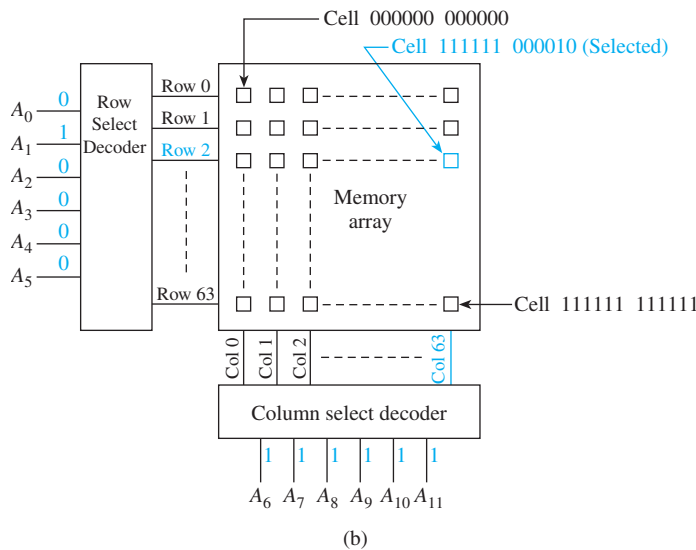 Cell 000000 000000
Cell 111111 000010 (Selected)
Row 0
A0 0
Row
Select
Decoder
Row 1
A1 1
Row 2
A2 0
A3 0
Memory
array
A4 0
A5 0
Row 63
Cell 111111 111111
Col 0
Col 1
Col 2
Col 63
Column select decoder
1 1 1 1 1 1
A6 A7 A8 A9 A10 A11
(b)